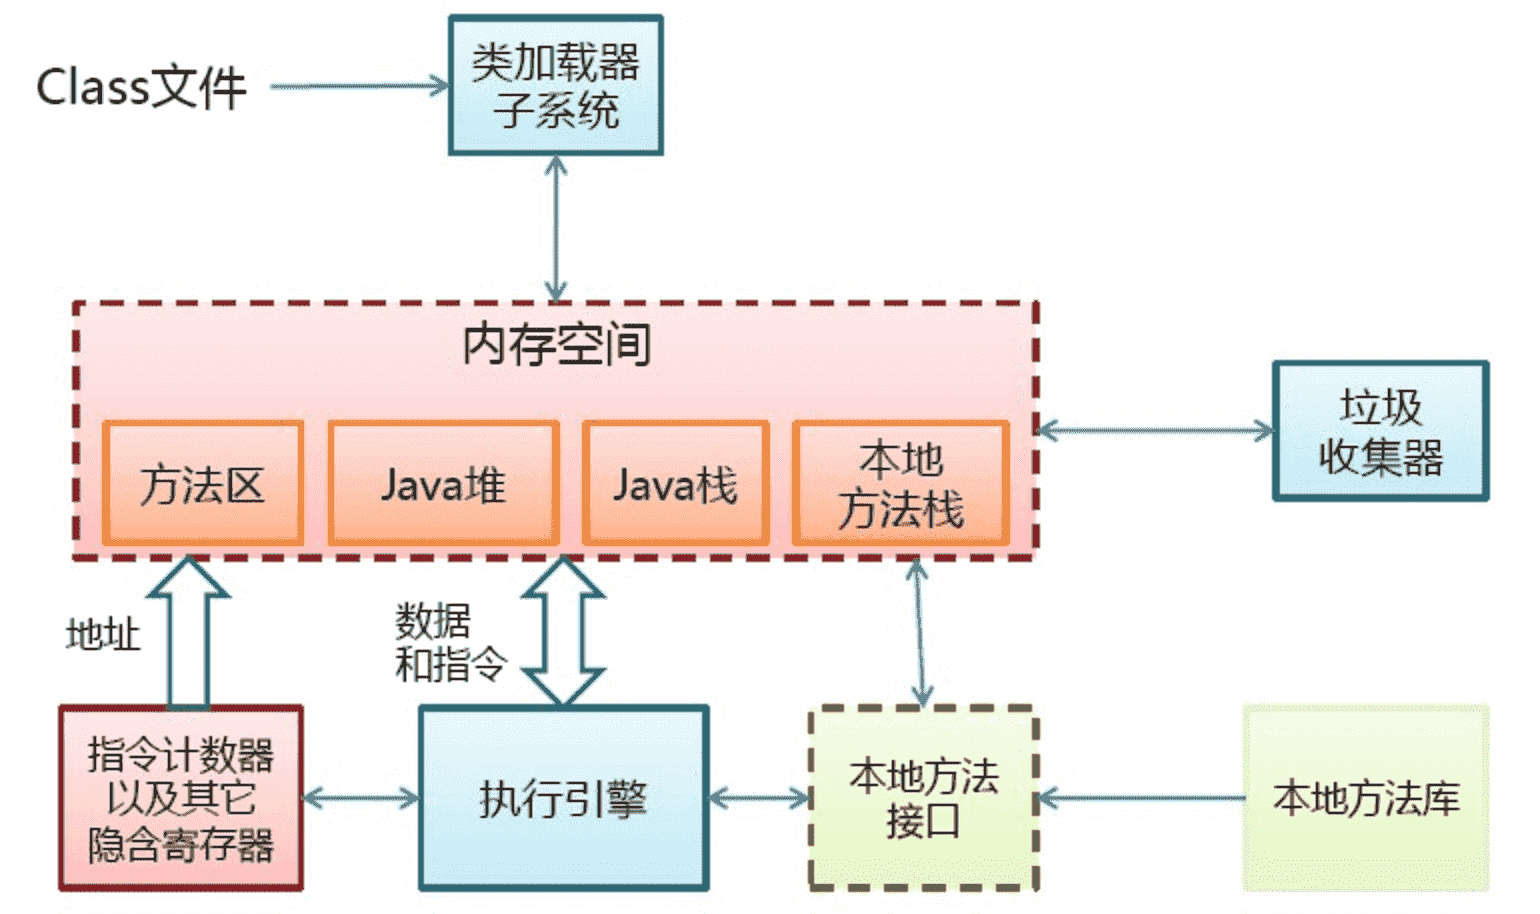 Class文件
类加载器
子系统
内存空间
方法区
Java堆
Java栈
本地
方法栈
垃圾
收集器
地址
数据
和指令
指令计数器
以及其它
隐含寄存器
执行引擎
本地方法
接口
本地方法库